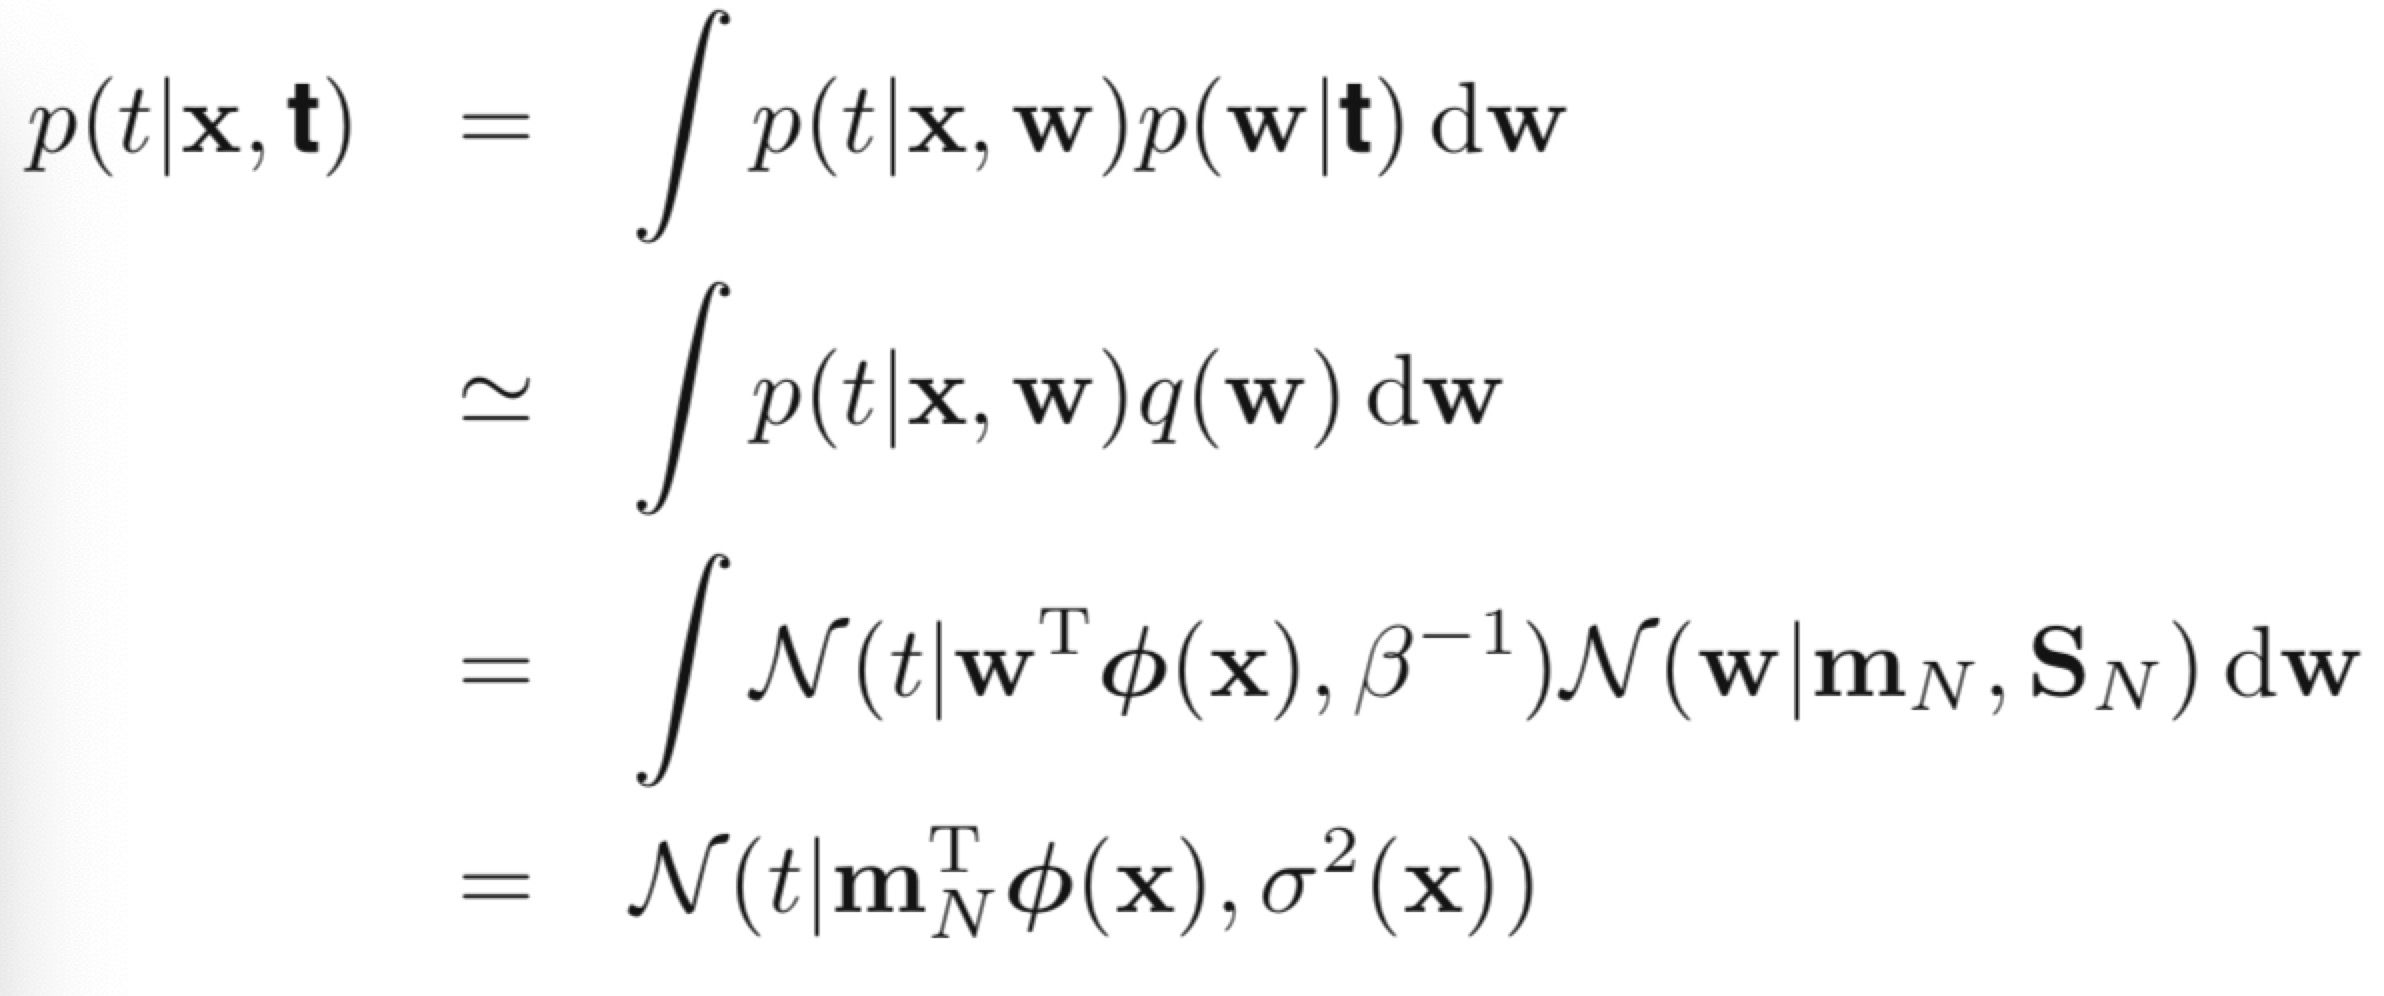 p(t|𝐱, 𝘁) = ∫ p(t|𝐱, 𝐰)p(𝐰|𝘁) d𝐰
≃ ∫ p(t|𝐱, 𝐰)q(𝐰) d𝐰
= ∫ 𝒩(t|𝐰ᵀ𝝓(𝐱), β⁻¹)𝒩(𝐰|𝐦_N, 𝐒_N) d𝐰
= 𝒩(t|𝐦_Nᵀ𝝓(𝐱), σ²(𝐱))